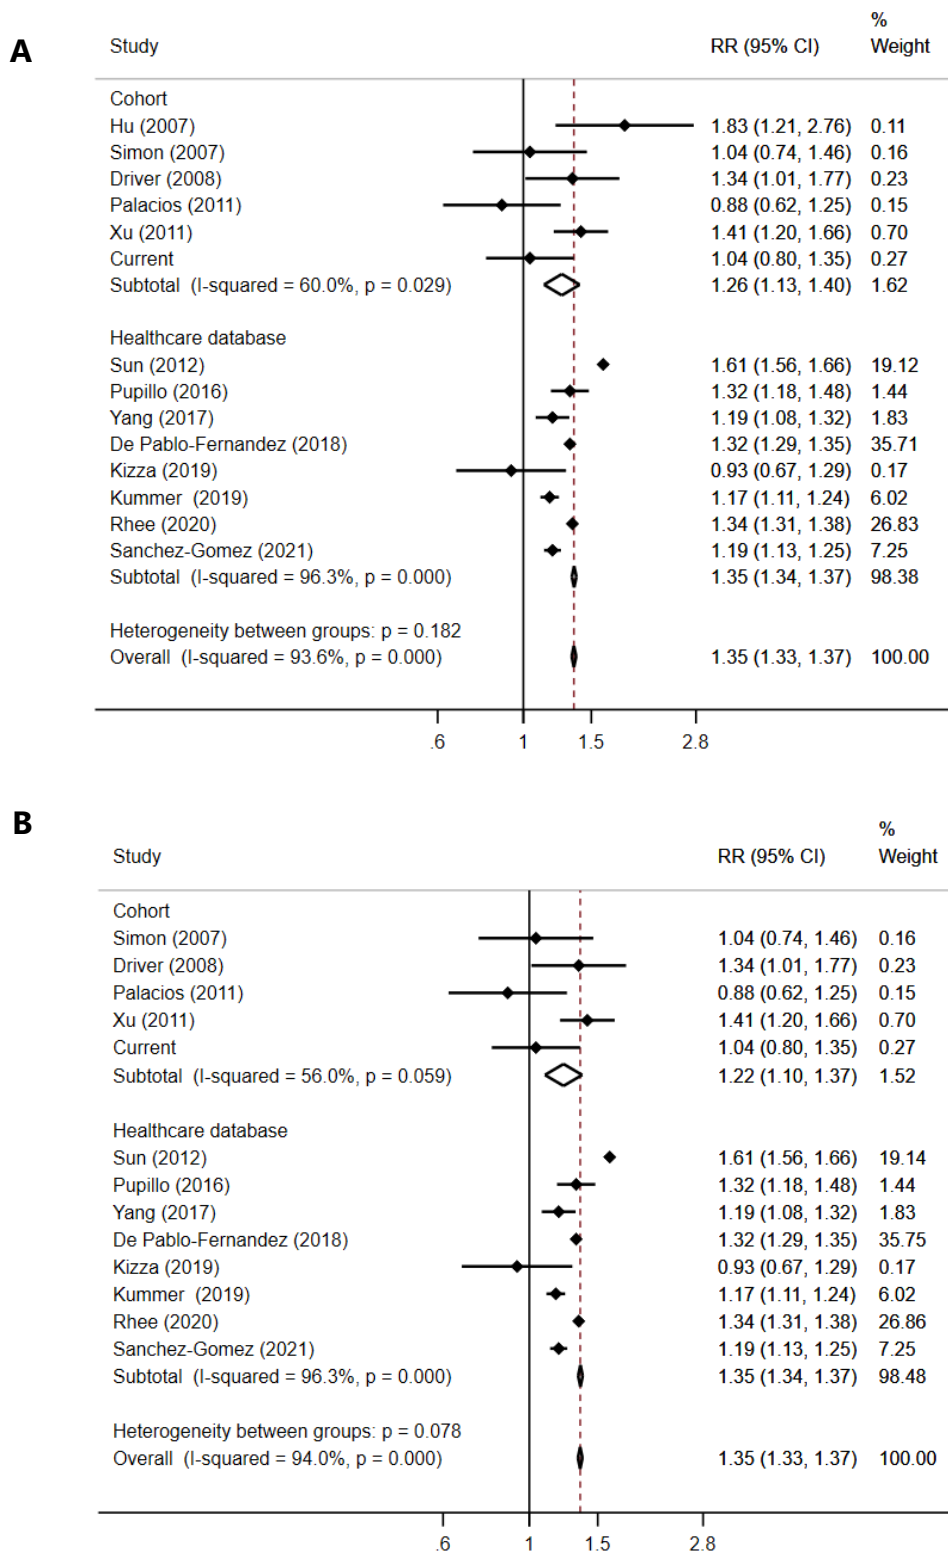 A
%
Study RR (95% CI) Weight
Cohort
Hu (2007) 1.83 (1.21, 2.76) 0.11
Simon (2007) 1.04 (0.74, 1.46) 0.16
Driver (2008) 1.34 (1.01, 1.77) 0.23
Palacios (2011) 0.88 (0.62, 1.25) 0.15
Xu (2011) 1.41 (1.20, 1.66) 0.70
Current 1.04 (0.80, 1.35) 0.27
Subtotal (I-squared = 60.0%, p = 0.029) 1.26 (1.13, 1.40) 1.62
Healthcare database
Sun (2012) 1.61 (1.56, 1.66) 19.12
Pupillo (2016) 1.32 (1.18, 1.48) 1.44
Yang (2017) 1.19 (1.08, 1.32) 1.83
De Pablo-Fernandez (2018) 1.32 (1.29, 1.35) 35.71
Kizza (2019) 0.93 (0.67, 1.29) 0.17
Kummer (2019) 1.17 (1.11, 1.24) 6.02
Rhee (2020) 1.34 (1.31, 1.38) 26.83
Sanchez-Gomez (2021) 1.19 (1.13, 1.25) 7.25
Subtotal (I-squared = 96.3%, p = 0.000) 1.35 (1.34, 1.37) 98.38
Heterogeneity between groups: p = 0.182
Overall (I-squared = 93.6%, p = 0.000) 1.35 (1.33, 1.37) 100.00
.6 1 1.5 2.8
B
%
Study RR (95% CI) Weight
Cohort
Simon (2007) 1.04 (0.74, 1.46) 0.16
Driver (2008) 1.34 (1.01, 1.77) 0.23
Palacios (2011) 0.88 (0.62, 1.25) 0.15
Xu (2011) 1.41 (1.20, 1.66) 0.70
Current 1.04 (0.80, 1.35) 0.27
Subtotal (I-squared = 56.0%, p = 0.059) 1.22 (1.10, 1.37) 1.52
Healthcare database
Sun (2012) 1.61 (1.56, 1.66) 19.14
Pupillo (2016) 1.32 (1.18, 1.48) 1.44
Yang (2017) 1.19 (1.08, 1.32) 1.83
De Pablo-Fernandez (2018) 1.32 (1.29, 1.35) 35.75
Kizza (2019) 0.93 (0.67, 1.29) 0.17
Kummer (2019) 1.17 (1.11, 1.24) 6.02
Rhee (2020) 1.34 (1.31, 1.38) 26.86
Sanchez-Gomez (2021) 1.19 (1.13, 1.25) 7.25
Subtotal (I-squared = 96.3%, p = 0.000) 1.35 (1.34, 1.37) 98.48
Heterogeneity between groups: p = 0.078
Overall (I-squared = 94.0%, p = 0.000) 1.35 (1.33, 1.37) 100.00
.6 1 1.5 2.8